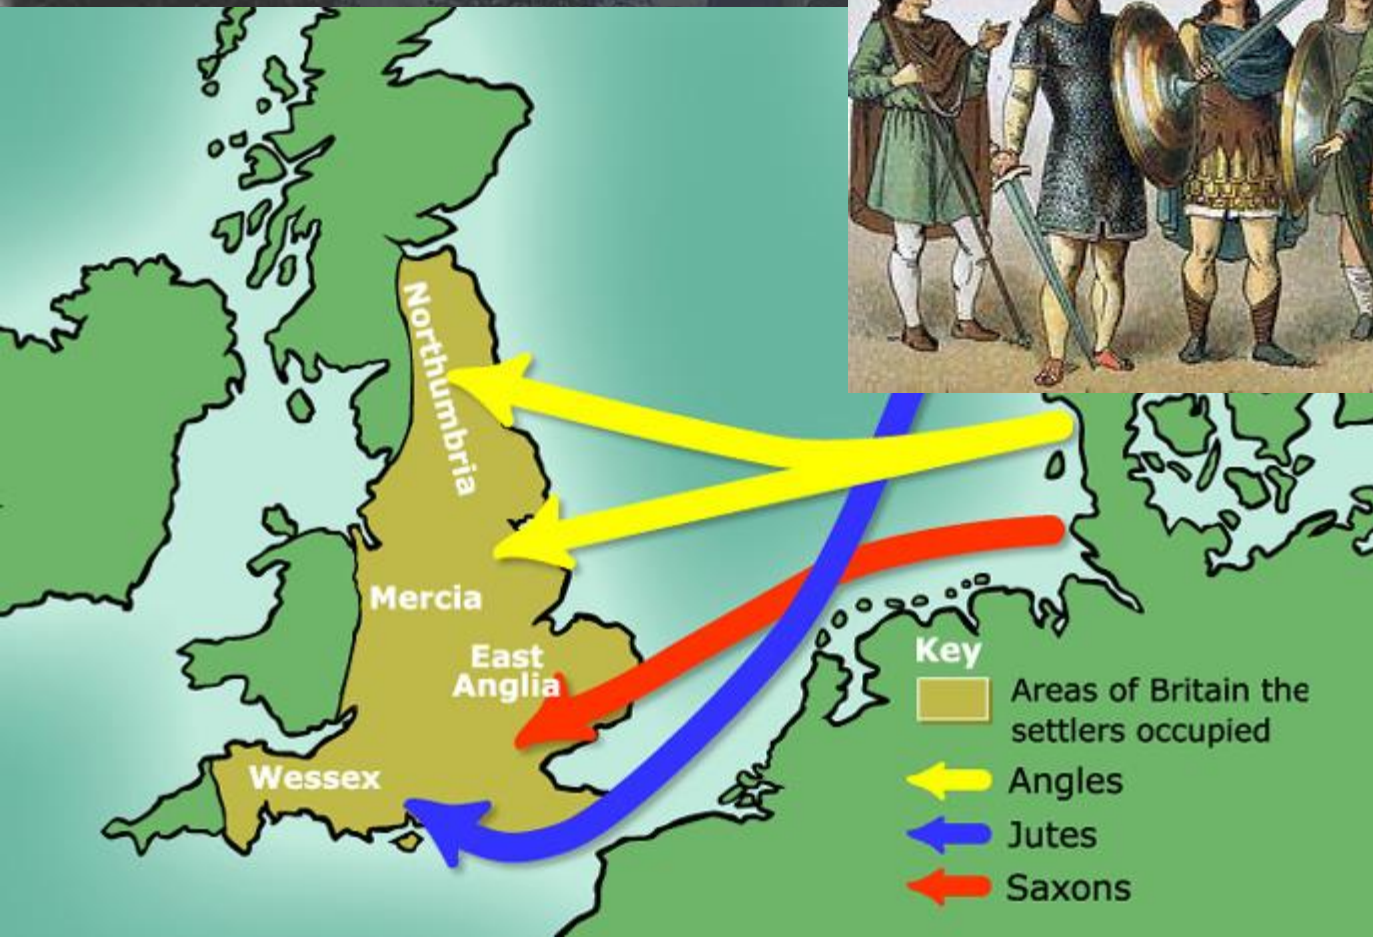 Northumbria
Mercia
East
Anglia
Wessex
Key
Areas of Britain the
settlers occupied
Angles
Jutes
Saxons